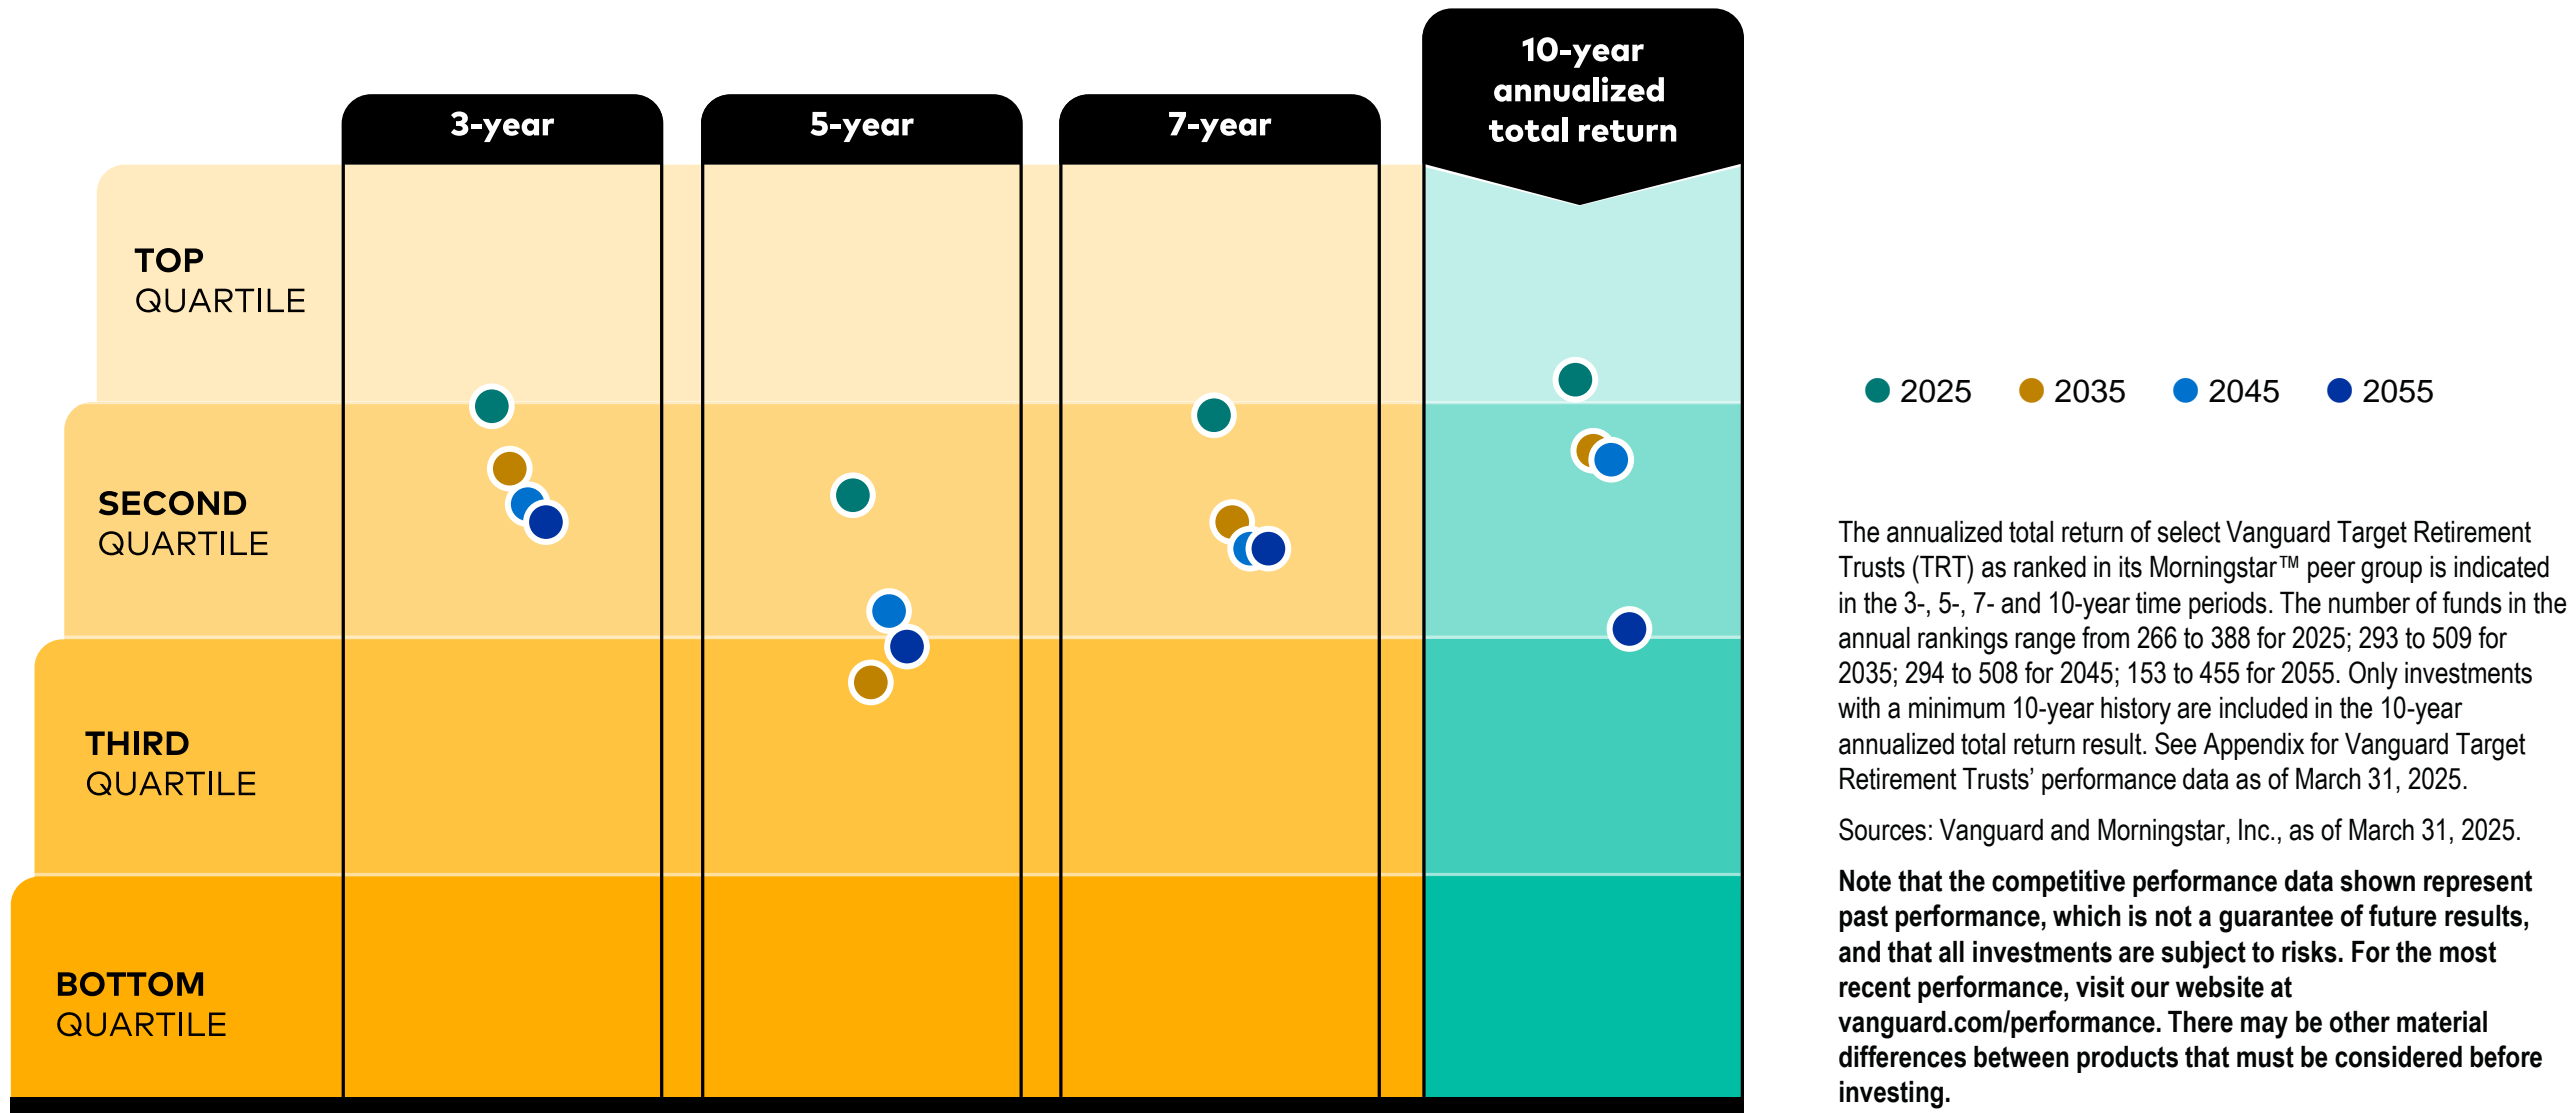 3-year
5-year
7-year
10-year
annualized
total return
TOP
QUARTILE
SECOND
QUARTILE
THIRD
QUARTILE
BOTTOM
QUARTILE
2025
2035
2045
2055
The annualized total return of select Vanguard Target Retirement
Trusts (TRT) as ranked in its Morningstar™ peer group is indicated
in the 3-, 5-, 7- and 10-year time periods. The number of funds in the
annual rankings range from 266 to 388 for 2025; 293 to 509 for
2035; 294 to 508 for 2045; 153 to 455 for 2055. Only investments
with a minimum 10-year history are included in the 10-year
annualized total return result. See Appendix for Vanguard Target
Retirement Trusts’ performance data as of March 31, 2025.
Sources: Vanguard and Morningstar, Inc., as of March 31, 2025.
Note that the competitive performance data shown represent
past performance, which is not a guarantee of future results,
and that all investments are subject to risks. For the most
recent performance, visit our website at
vanguard.com/performance. There may be other material
differences between products that must be considered before
investing.